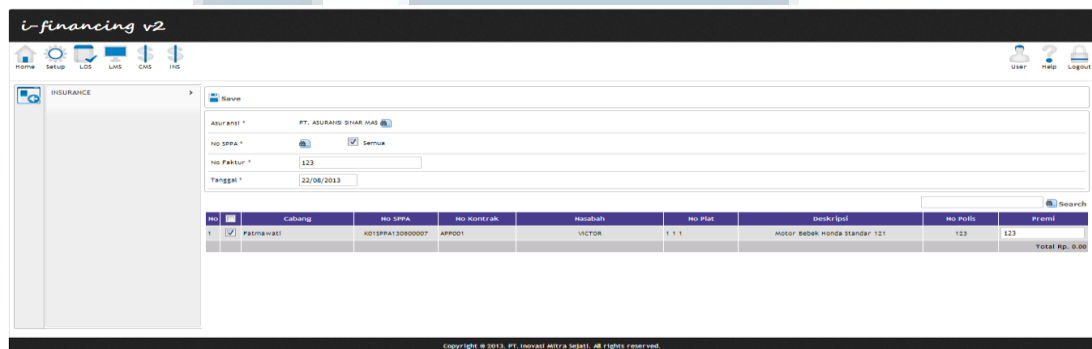 i-financing v2
Home Setup LOS LMS CMS INS User Help Logout
INSURANCE >
Save
Asuransi * PT. ASURANSI SINAR MAS
No SPPA * Semua
No Faktur * 123
Tanggal * 22/08/2013
Search
No Cabang No SPPA No Kontrak Nasabah No Plat Deskripsi No Polis Premi
1 Fatmawati K01SPPA130800007 APP001 VICTOR 1 1 1 Motor Bebek Honda Standar 121 123 123
Total Rp. 0.00
Copyright © 2013. PT. Inovasi Mitra Sejati. All rights reserved.